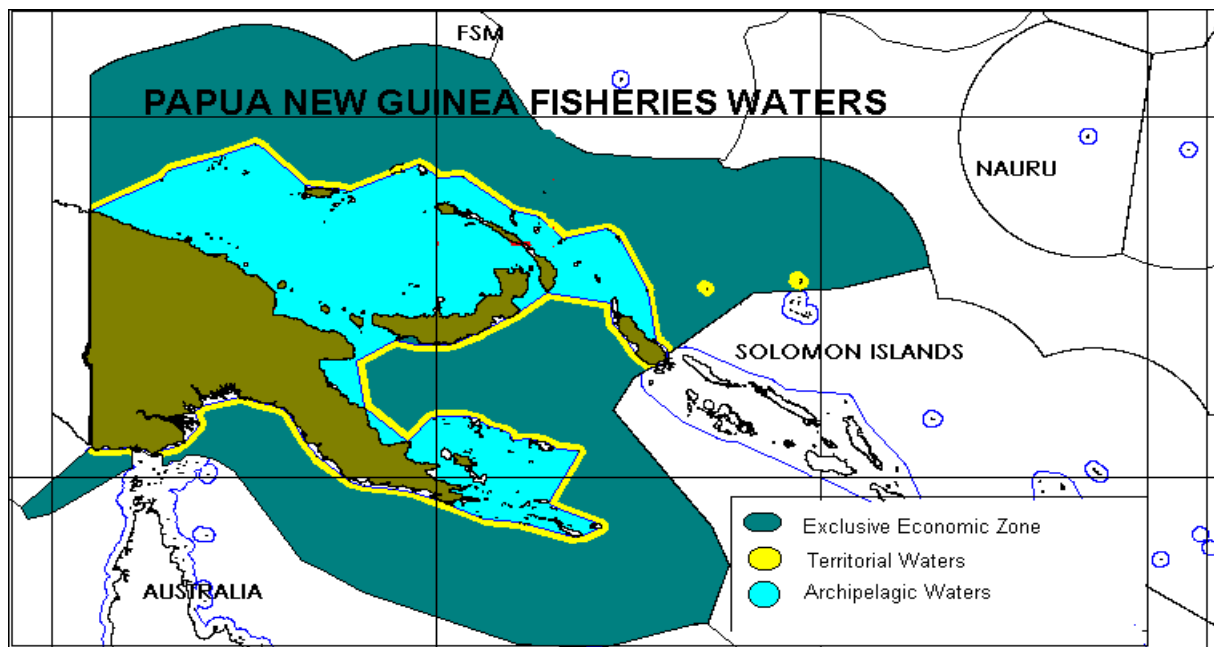 FSM
PAPUA NEW GUINEA FISHERIES WATERS
NAURU
SOLOMON ISLANDS
Exclusive Economic Zone
Territorial Waters
Archipelagic Waters
AUSTRALIA